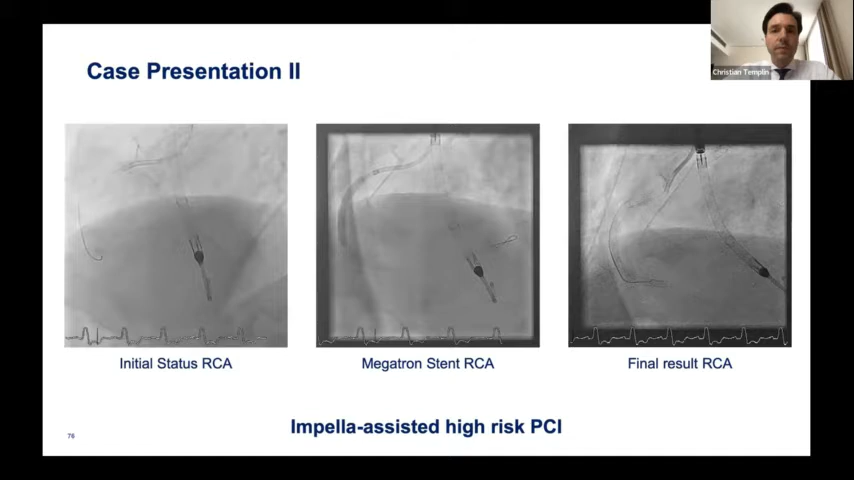 Christian Templin
Case Presentation II
Initial Status RCA
Megatron Stent RCA
Final result RCA
Impella-assisted high risk PCI
76